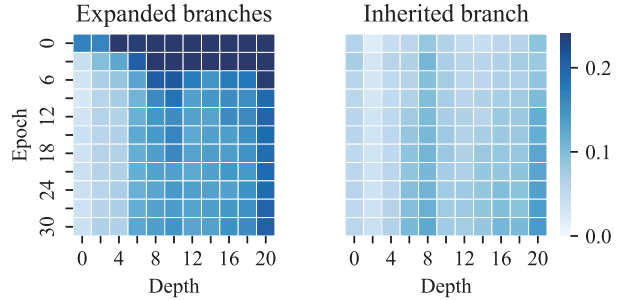 Expanded branches
Inherited branch
Epoch
0
6
12
18
24
30
0 4 8 12 16 20
Depth
0 4 8 12 16 20
Depth
0.2
0.1
0.0